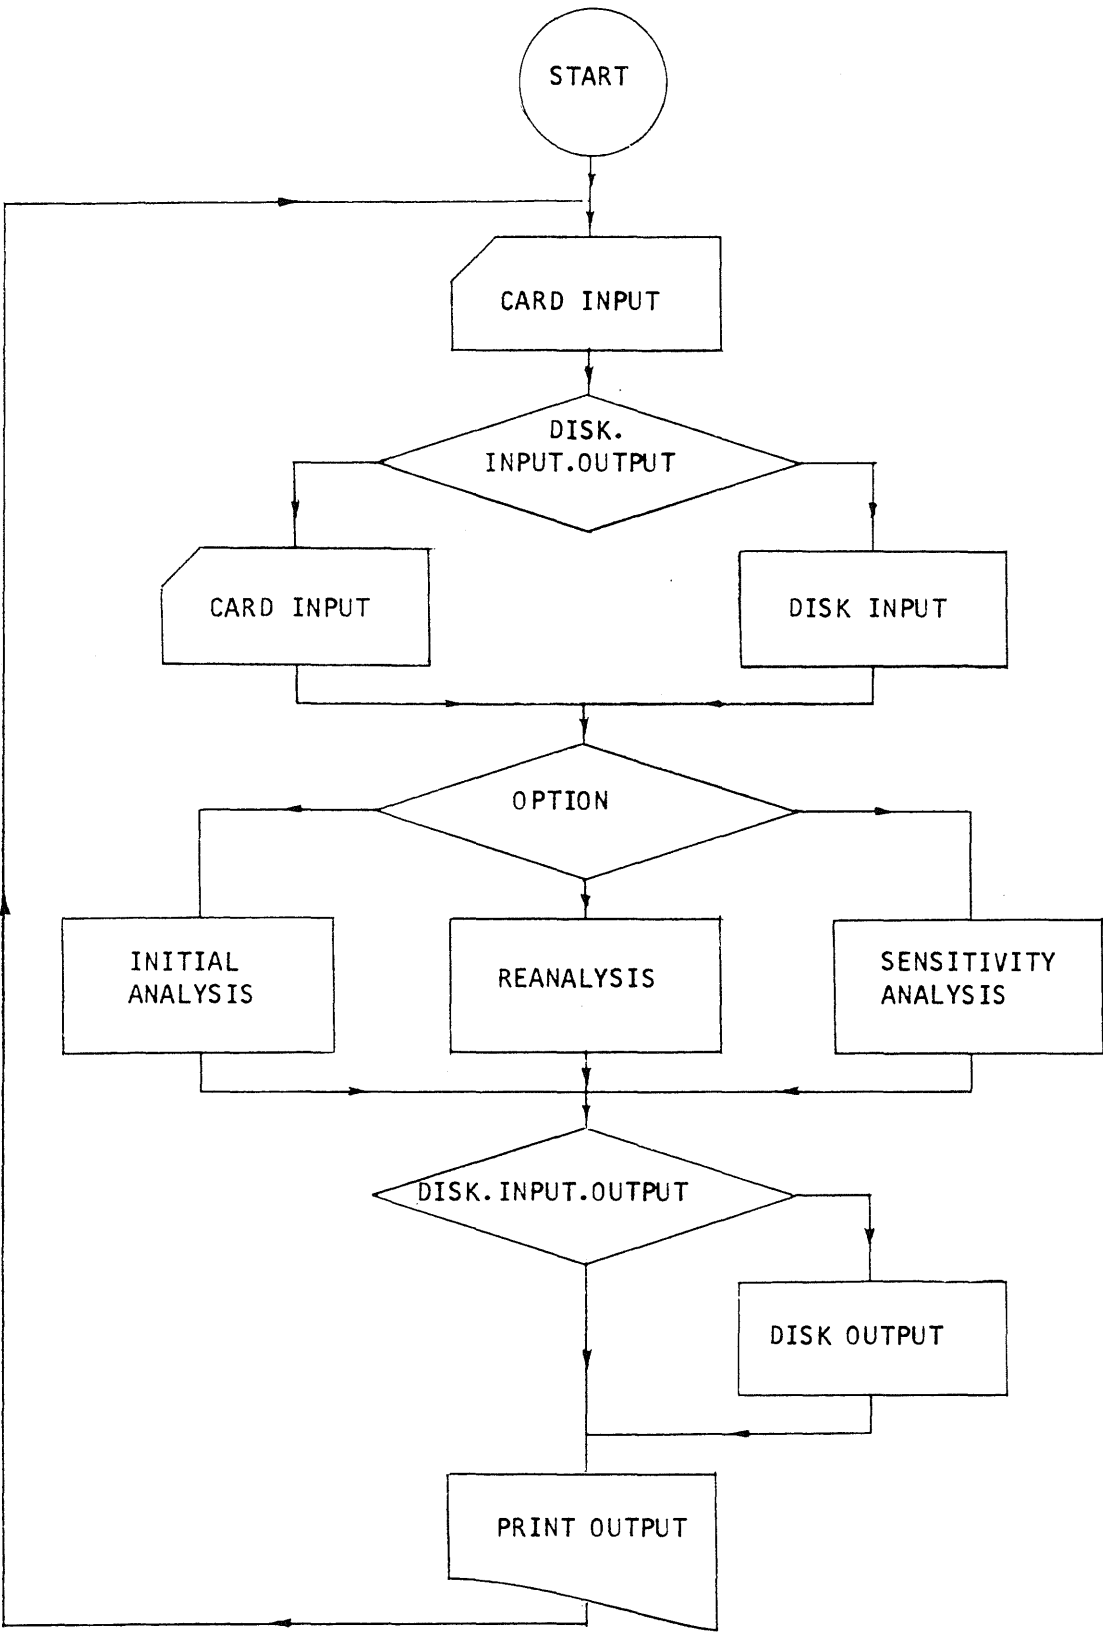 START
CARD INPUT
DISK.
INPUT.OUTPUT
CARD INPUT
DISK INPUT
OPTION
INITIAL
ANALYSIS
REANALYSIS
SENSITIVITY
ANALYSIS
DISK.INPUT.OUTPUT
DISK OUTPUT
PRINT OUTPUT